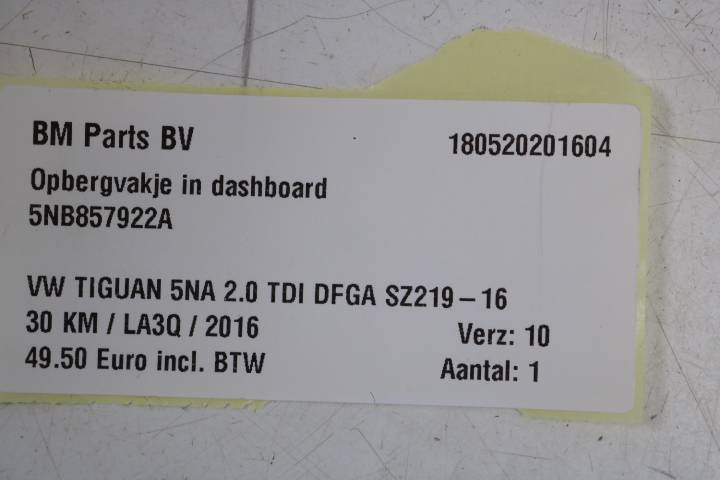 BM Parts BV 180520201604
Opbergvakje in dashboard
5NB857922A
VW TIGUAN 5NA 2.0 TDI DFGA SZ219-16
30 KM / LA3Q / 2016 Verz: 10
49.50 Euro incl. BTW Aantal: 1